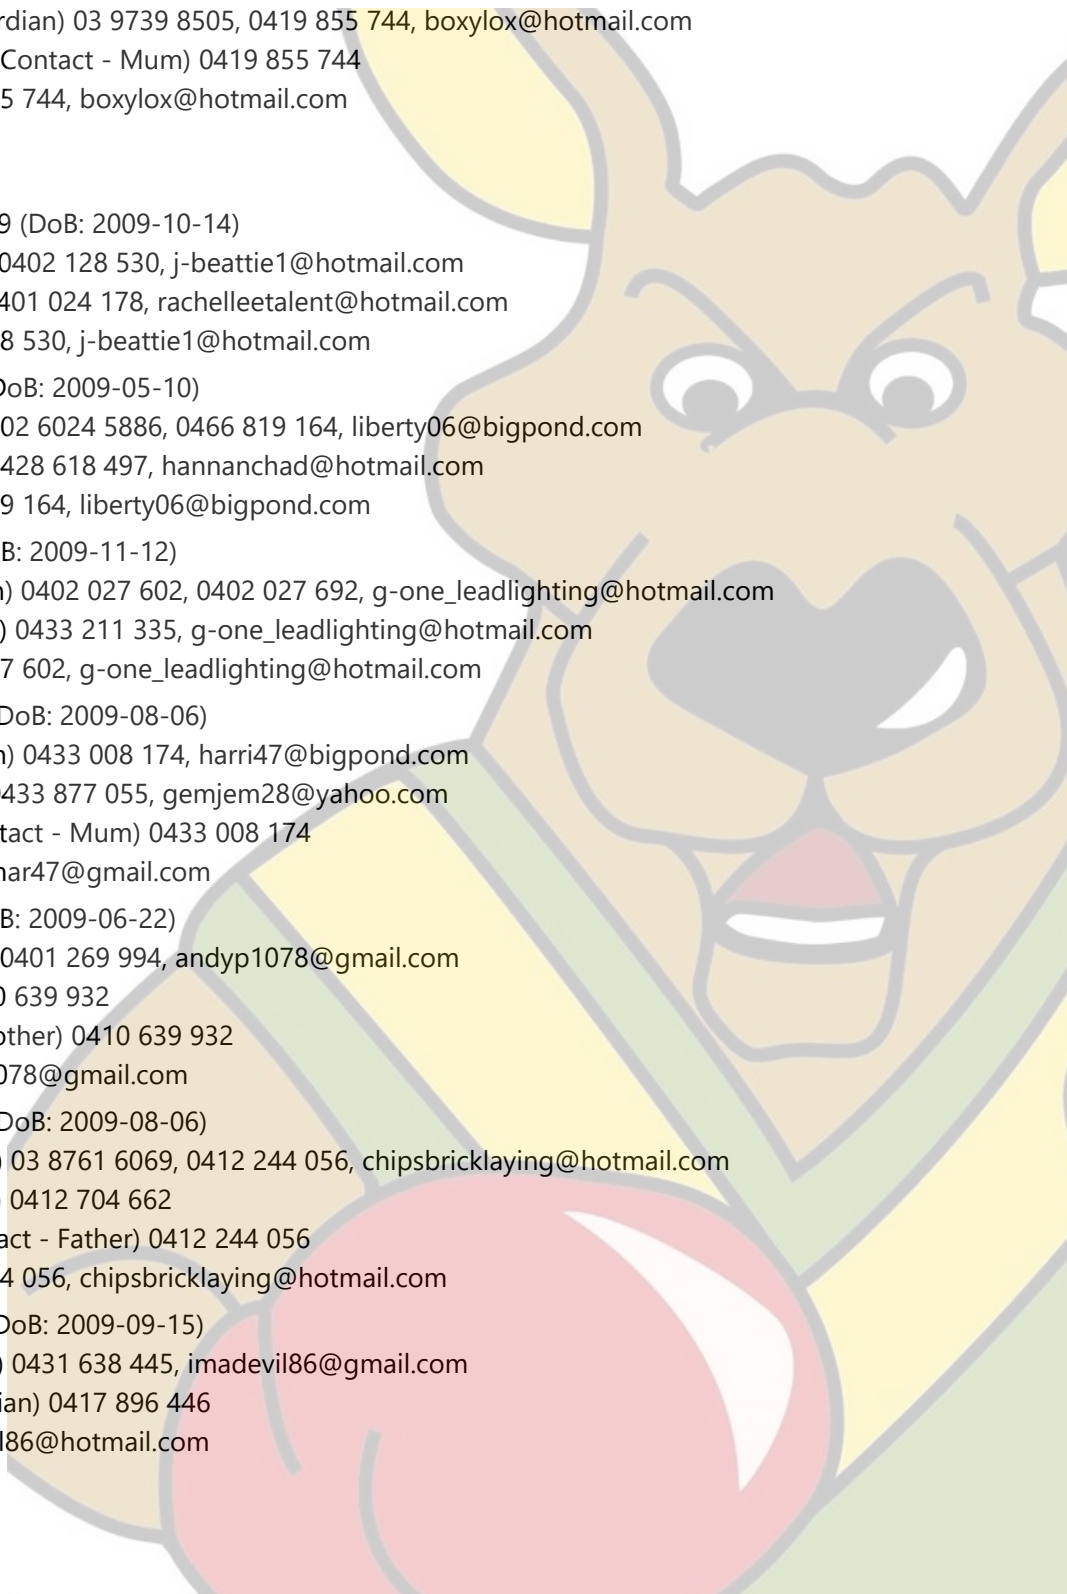 rdian) 03 9739 8505, 0419 855 744, boxylox@hotmail.com
Contact - Mum) 0419 855 744
5 744, boxylox@hotmail.com
9 (DoB: 2009-10-14)
0402 128 530, j-beattie1@hotmail.com
401 024 178, rachelleetalent@hotmail.com
8 530, j-beattie1@hotmail.com
DoB: 2009-05-10)
02 6024 5886, 0466 819 164, liberty06@bigpond.com
428 618 497, hannanchad@hotmail.com
9 164, liberty06@bigpond.com
B: 2009-11-12)
) 0402 027 602, 0402 027 692, g-one_leadlighting@hotmail.com
) 0433 211 335, g-one_leadlighting@hotmail.com
7 602, g-one_leadlighting@hotmail.com
DoB: 2009-08-06)
) 0433 008 174, harri47@bigpond.com
433 877 055, gemjem28@yahoo.com
tact - Mum) 0433 008 174
ar47@gmail.com
B: 2009-06-22)
0401 269 994, andyp1078@gmail.com
0 639 932
other) 0410 639 932
078@gmail.com
DoB: 2009-08-06)
) 03 8761 6069, 0412 244 056, chipsbricklaying@hotmail.com
0412 704 662
act - Father) 0412 244 056
4 056, chipsbricklaying@hotmail.com
DoB: 2009-09-15)
) 0431 638 445, imadevil86@gmail.com
ian) 0417 896 446
l86@hotmail.com